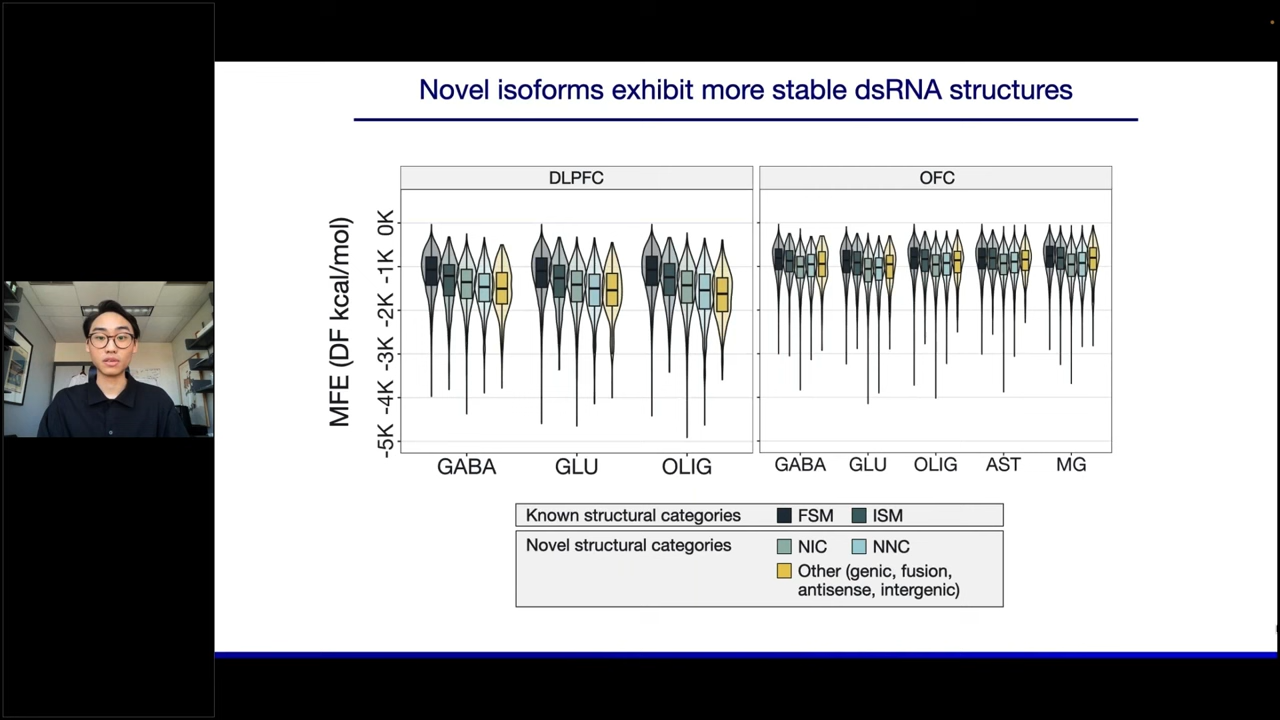 Novel isoforms exhibit more stable dsRNA structures
DLPFC
OFC
MFE (DF kcal/mol)
0K
-1K
-2K
-3K
-4K
-5K
GABA
GLU
OLIG
GABA
GLU
OLIG
AST
MG
Known structural categories
FSM
ISM
Novel structural categories
NIC
NNC
Other (genic, fusion,
antisense, intergenic)